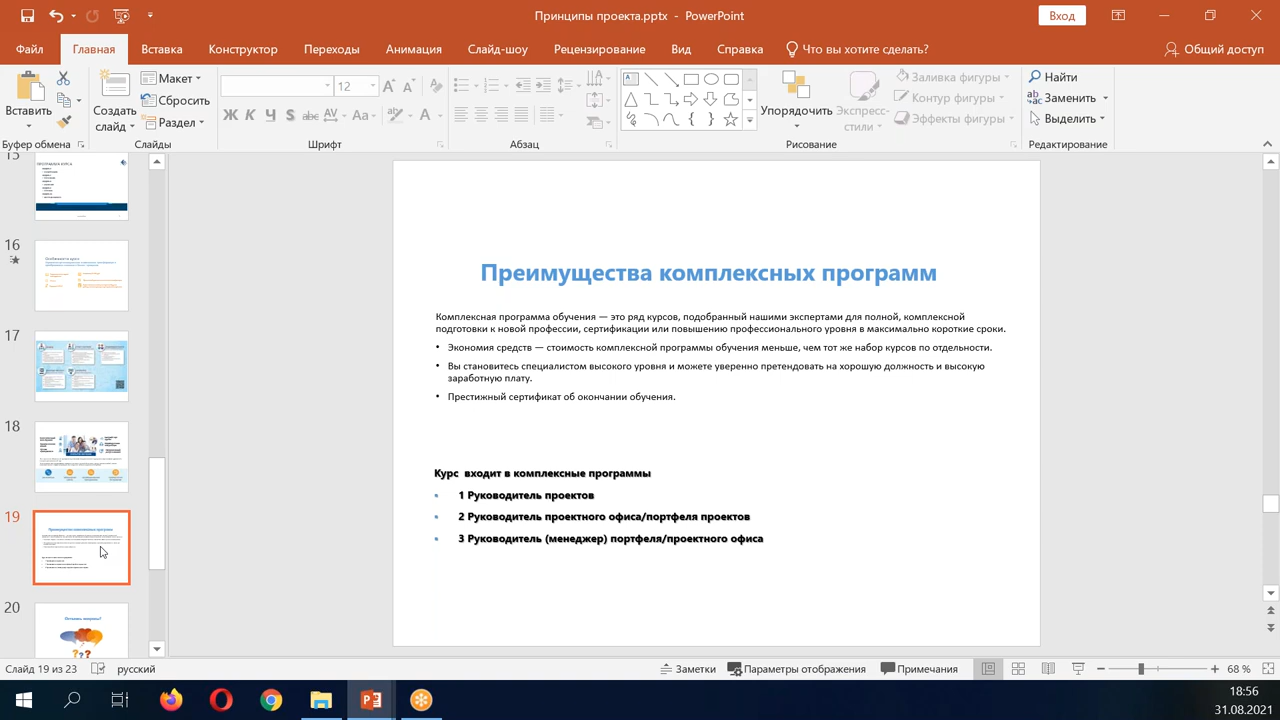 Принципы проекта.pptx - PowerPoint
Вход
Файл Главная Вставка Конструктор Переходы Анимация Слайд-шоу Рецензирование Вид Справка Что вы хотите сделать? Общий доступ
Вставить
Создать слайд
Макет
Сбросить
Раздел
12
Ж К Ч S abc AV Aa A
Заливка фигуры
Контур фигуры
Эффекты фигуры
Упорядочить
Экспресс-стили
Найти
Заменить
Выделить
Буфер обмена Слайды Шрифт Абзац Рисование Редактирование
15
16
17
18
19
20
Оставить вопросы?
Преимущества комплексных программ
Комплексная программа обучения — это ряд курсов, подобранный нашими экспертами для полной, комплексной
подготовки к новой профессии, сертификации или повышению профессионального уровня в максимально короткие сроки.
• Экономия средств — стоимость комплексной программы обучения меньше, чем тот же набор курсов по отдельности.
• Вы становитесь специалистом высокого уровня и можете уверенно претендовать на хорошую должность и высокую
заработную плату.
• Престижный сертификат об окончании обучения.
Курс входит в комплексные программы
1 Руководитель проектов
2 Руководитель проектного офиса/портфеля проектов
3 Руководитель (менеджер) портфеля/проектного офиса
Слайд 19 из 23 русский Заметки Параметры отображения Примечания 68 %
18:56
31.08.2021